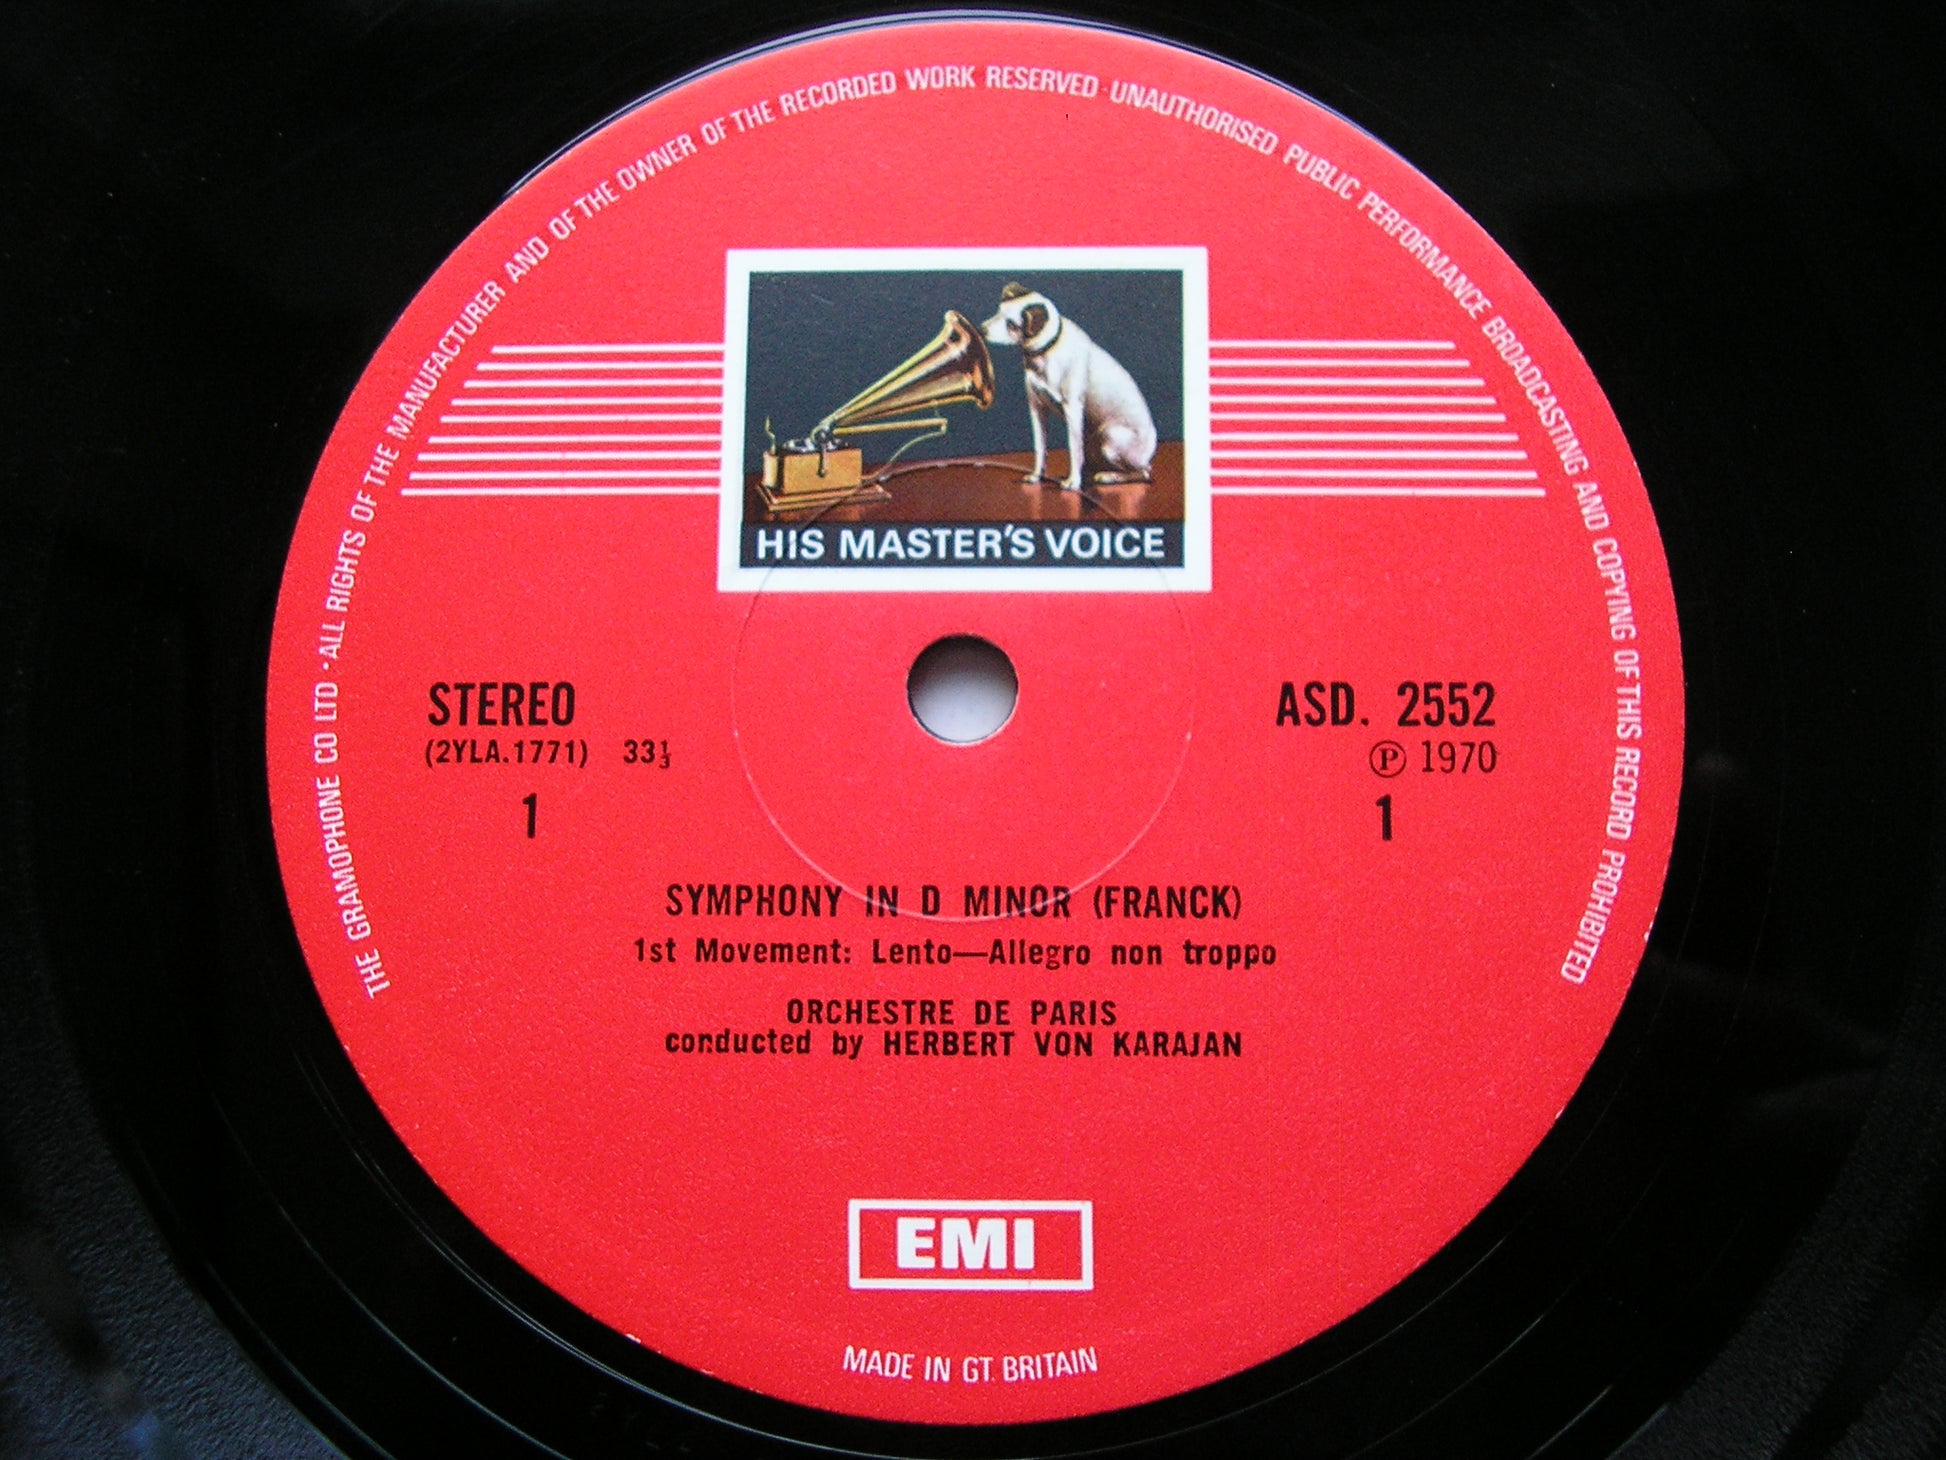 THE GRAMOPHONE CO LTD · ALL RIGHTS OF THE MANUFACTURER AND OF THE OWNER OF THE RECORDED WORK RESERVED · UNAUTHORISED PUBLIC PERFORMANCE BROADCASTING AND COPYING OF THIS RECORD PROHIBITED
HIS MASTER'S VOICE
STEREO
(2YLA.1771) 33⅓
1
ASD. 2552
Ⓟ 1970
1
SYMPHONY IN D MINOR (FRANCK)
1st Movement: Lento—Allegro non troppo
ORCHESTRE DE PARIS
conducted by HERBERT VON KARAJAN
EMI
MADE IN GT. BRITAIN